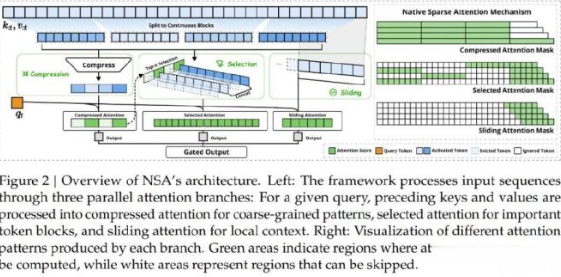 k_t, v_t
Split to Continuous Blocks
Compression
Compress
Top-n Selection
Selection
Concat
Sliding
q_t
Compressed Attention
Selected Attention
Sliding Attention
Output
Output
Output
Gated Output
Native Sparse Attention Mechanism
Compressed Attention Mask
Selected Attention Mask
Sliding Attention Mask
Attention Score
Query Token
Activated Token
Evicted Token
Ignored Token
Figure 2 | Overview of NSA's architecture. Left: The framework processes input sequences
through three parallel attention branches: For a given query, preceding keys and values are
processed into compressed attention for coarse-grained patterns, selected attention for important
token blocks, and sliding attention for local context. Right: Visualization of different attention
patterns produced by each branch. Green areas indicate regions where at
be computed, while white areas represent regions that can be skipped.